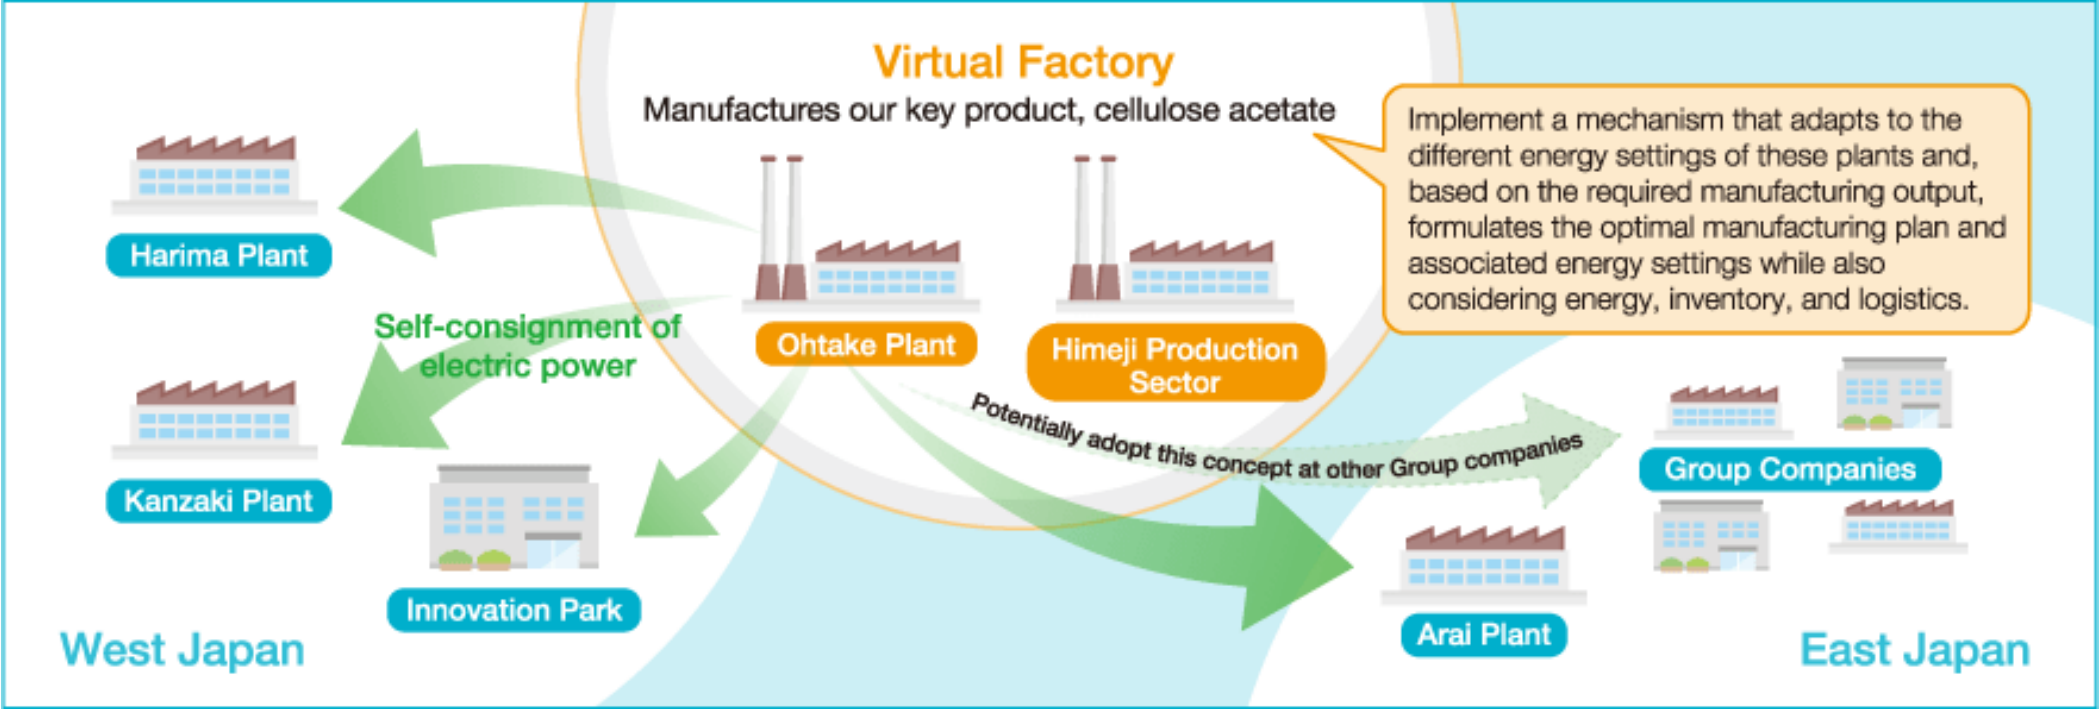 Virtual Factory
Manufactures our key product, cellulose acetate
Implement a mechanism that adapts to the
different energy settings of these plants and,
based on the required manufacturing output,
formulates the optimal manufacturing plan and
associated energy settings while also
considering energy, inventory, and logistics.
Harima Plant
Self-consignment of
electric power
Ohtake Plant
Himeji Production
Sector
Potentially adopt this concept at other Group companies
Group Companies
Kanzaki Plant
Innovation Park
Arai Plant
West Japan
East Japan